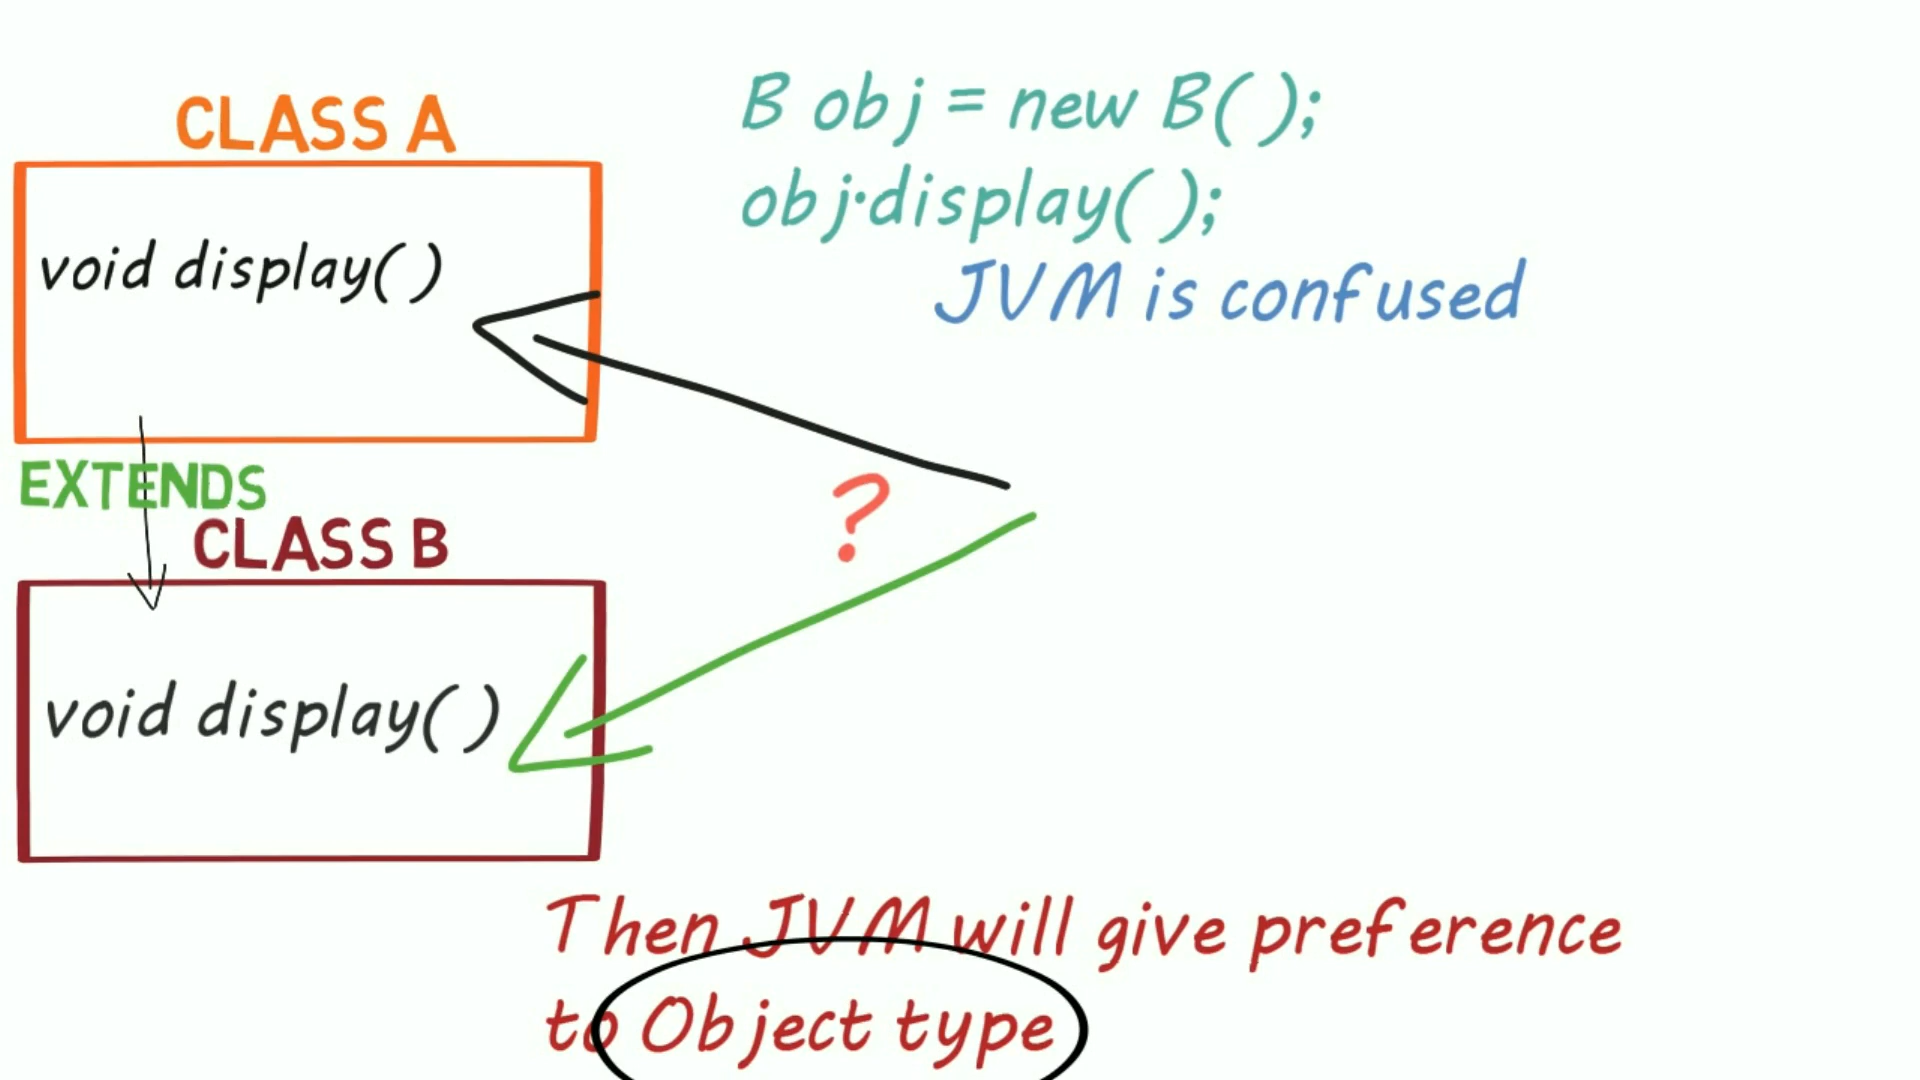 CLASS A
void display( )
EXTENDS
CLASS B
void display( )
B obj = new B( );
obj.display( );
JVM is confused
?
Then JVM will give preference
to Object type